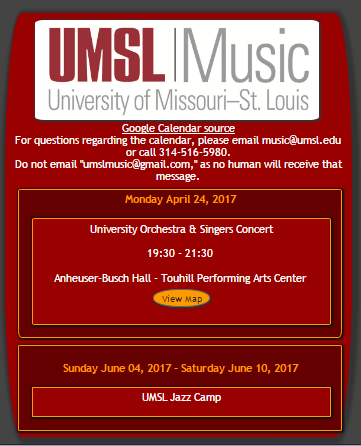 UMSL Music
University of Missouri–St. Louis
Google Calendar source
For questions regarding the calendar, please email music@umsl.edu
or call 314-516-5980.
Do not email "umslmusic@gmail.com," as no human will receive that
message.
Monday April 24, 2017
University Orchestra & Singers Concert
19:30 - 21:30
Anheuser-Busch Hall - Touhill Performing Arts Center
View Map
Sunday June 04, 2017 - Saturday June 10, 2017
UMSL Jazz Camp